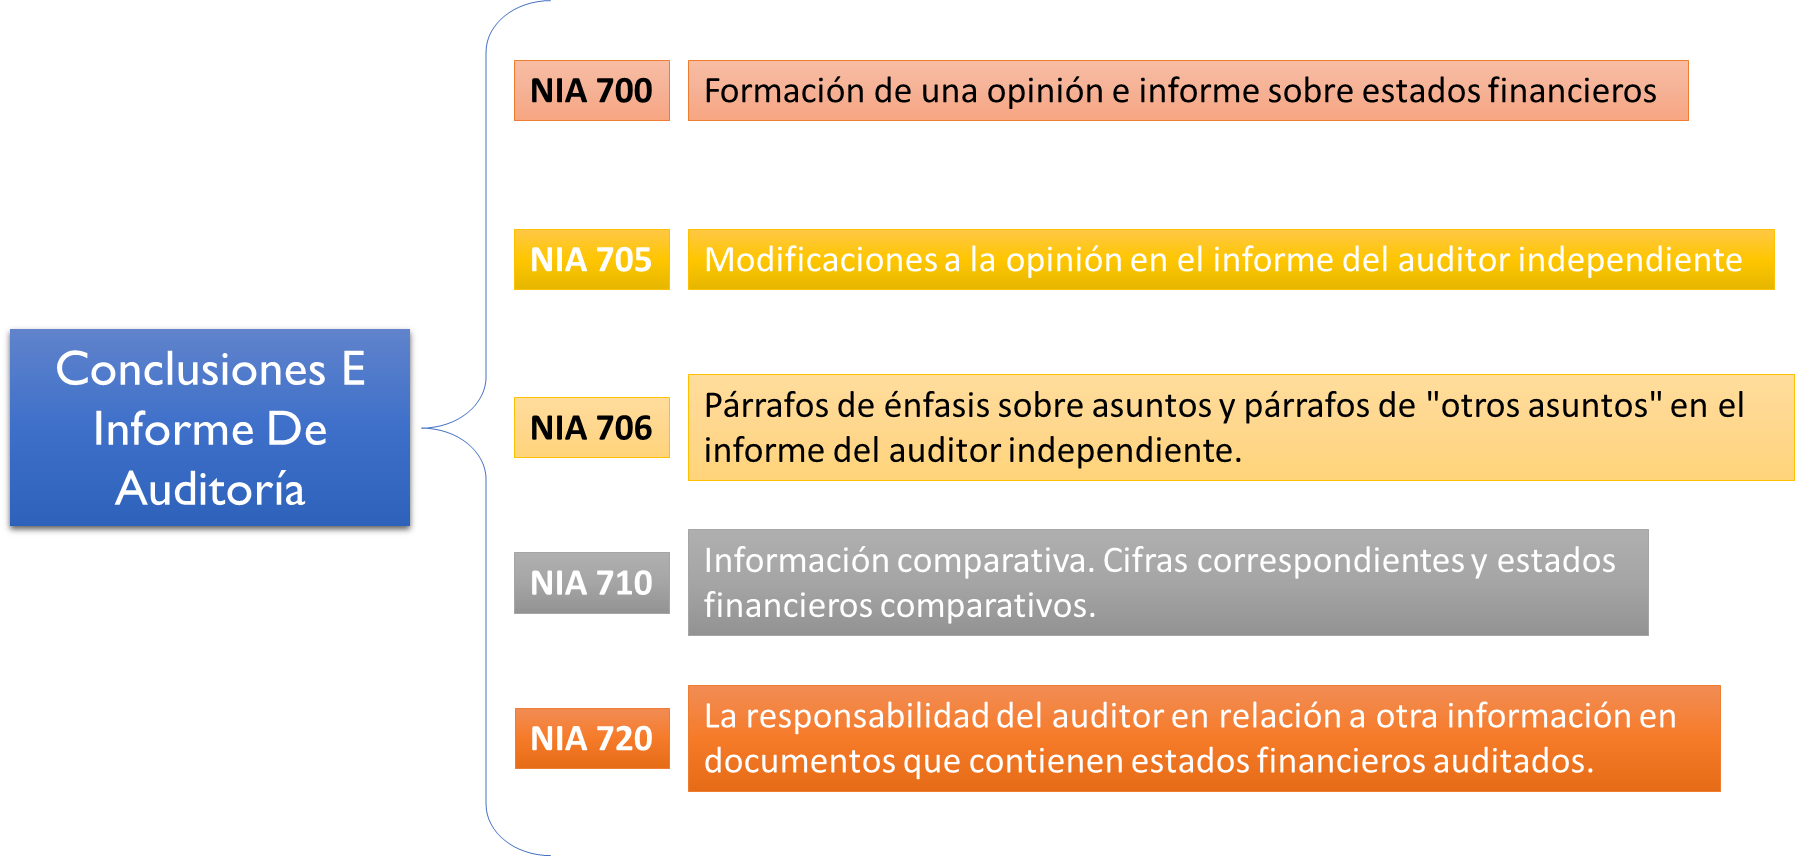 Conclusiones E
Informe De
Auditoría
NIA 700
Formación de una opinión e informe sobre estados financieros
NIA 705
Modificaciones a la opinión en el informe del auditor independiente
NIA 706
Párrafos de énfasis sobre asuntos y párrafos de "otros asuntos" en el
informe del auditor independiente.
NIA 710
Información comparativa. Cifras correspondientes y estados
financieros comparativos.
NIA 720
La responsabilidad del auditor en relación a otra información en
documentos que contienen estados financieros auditados.